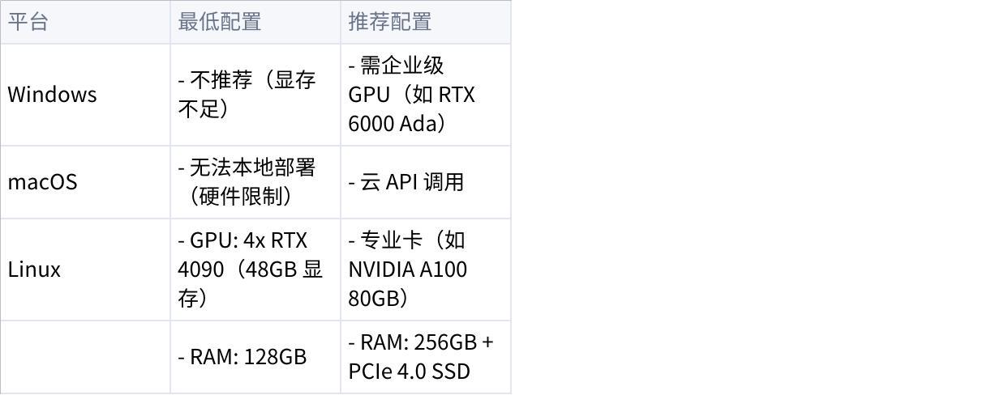 平台 最低配置 推荐配置
Windows
- 不推荐（显存
不足）
- 需企业级
GPU（如 RTX
6000 Ada）
macOS
- 无法本地部署
（硬件限制）
- 云 API 调用
Linux
- GPU: 4x RTX
4090（48GB 显
存）
- 专业卡（如
NVIDIA A100
80GB）
- RAM: 128GB
- RAM: 256GB +
PCIe 4.0 SSD